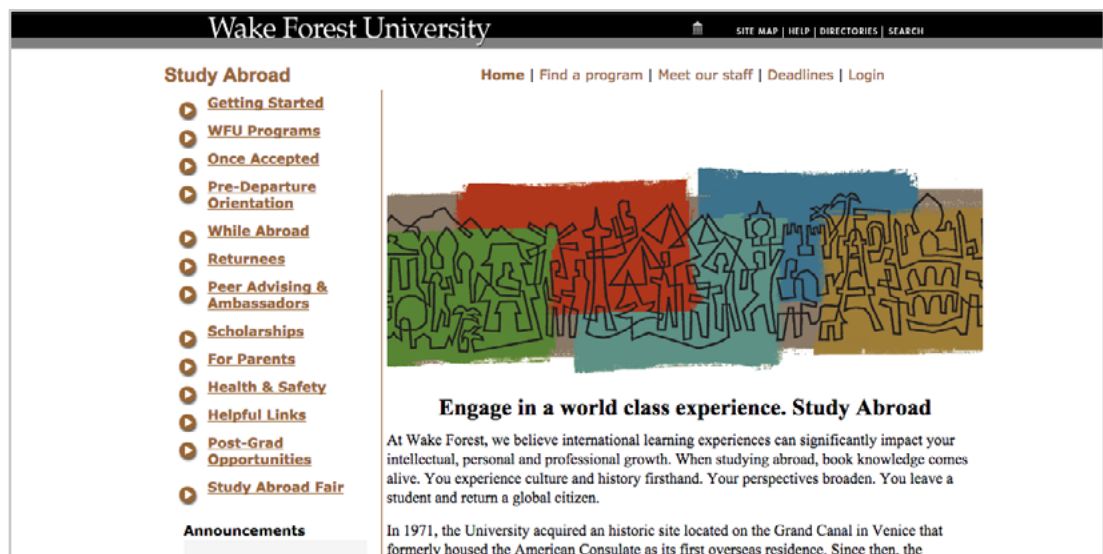 Wake Forest University
SITE MAP | HELP | DIRECTORIES | SEARCH
Study Abroad
Home | Find a program | Meet our staff | Deadlines | Login
Getting Started
WFU Programs
Once Accepted
Pre-Departure
Orientation
While Abroad
Returnees
Peer Advising &
Ambassadors
Scholarships
For Parents
Health & Safety
Helpful Links
Post-Grad
Opportunities
Study Abroad Fair
Announcements
Engage in a world class experience. Study Abroad
At Wake Forest, we believe international learning experiences can significantly impact your
intellectual, personal and professional growth. When studying abroad, book knowledge comes
alive. You experience culture and history firsthand. Your perspectives broaden. You leave a
student and return a global citizen.
In 1971, the University acquired an historic site located on the Grand Canal in Venice that
formerly housed the American Consulate as its first overseas residence. Since then, the